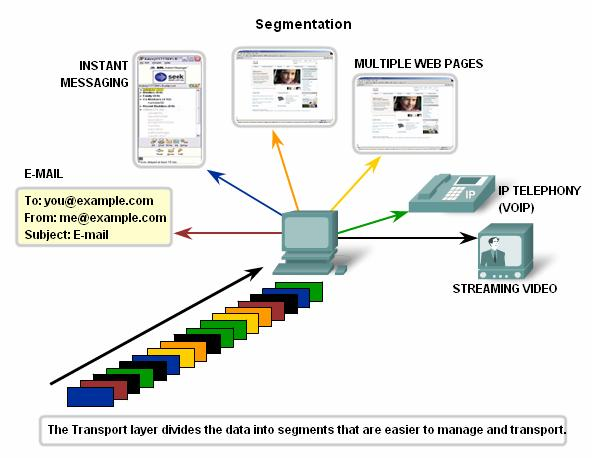 Segmentation
INSTANT
MESSAGING
MULTIPLE WEB PAGES
seek
E-MAIL
To: you@example.com
From: me@example.com
Subject: E-mail
IP
IP TELEPHONY
(VOIP)
STREAMING VIDEO
The Transport layer divides the data into segments that are easier to manage and transport.